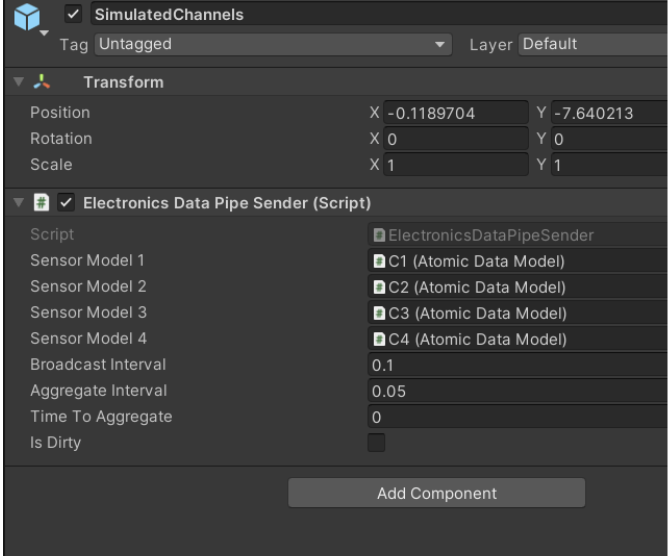 SimulatedChannels
Tag Untagged Layer Default
Transform
Position X -0.1189704 Y -7.640213
Rotation X 0 Y 0
Scale X 1 Y 1
# Electronics Data Pipe Sender (Script)
Script # ElectronicsDataPipeSender
Sensor Model 1 # C1 (Atomic Data Model)
Sensor Model 2 # C2 (Atomic Data Model)
Sensor Model 3 # C3 (Atomic Data Model)
Sensor Model 4 # C4 (Atomic Data Model)
Broadcast Interval 0.1
Aggregate Interval 0.05
Time To Aggregate 0
Is Dirty
Add Component